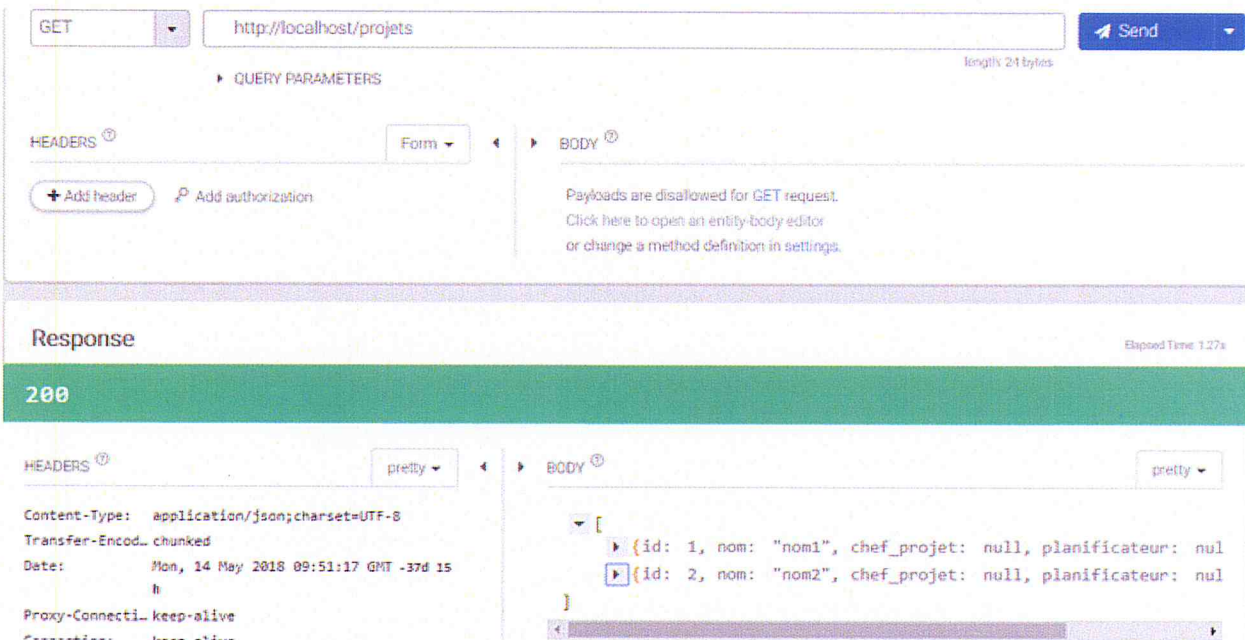 GET
http://localhost/projets
Send
length: 24 bytes
QUERY PARAMETERS
HEADERS ?
Form
BODY ?
+ Add header
Add authorization
Payloads are disallowed for GET request.
Click here to open an entity-body editor
or change a method definition in settings.
Response
Elapsed Time: 1.27s
200
HEADERS ?
pretty
BODY ?
pretty
Content-Type: application/json;charset=UTF-8
Transfer-Encod… chunked
Date: Mon, 14 May 2018 09:51:17 GMT -37d 15
h
Proxy-Connecti… keep-alive
Connection: keep-alive
[
{id: 1, nom: "nom1", chef_projet: null, planificateur: nul
{id: 2, nom: "nom2", chef_projet: null, planificateur: nul
]